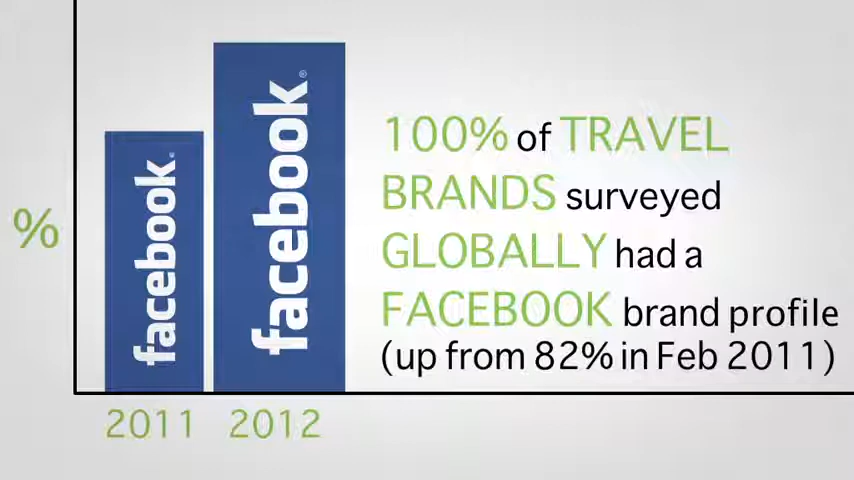 %
facebook®
facebook®
2011
2012
100% of TRAVEL
BRANDS surveyed
GLOBALLY had a
FACEBOOK brand profile
(up from 82% in Feb 2011)